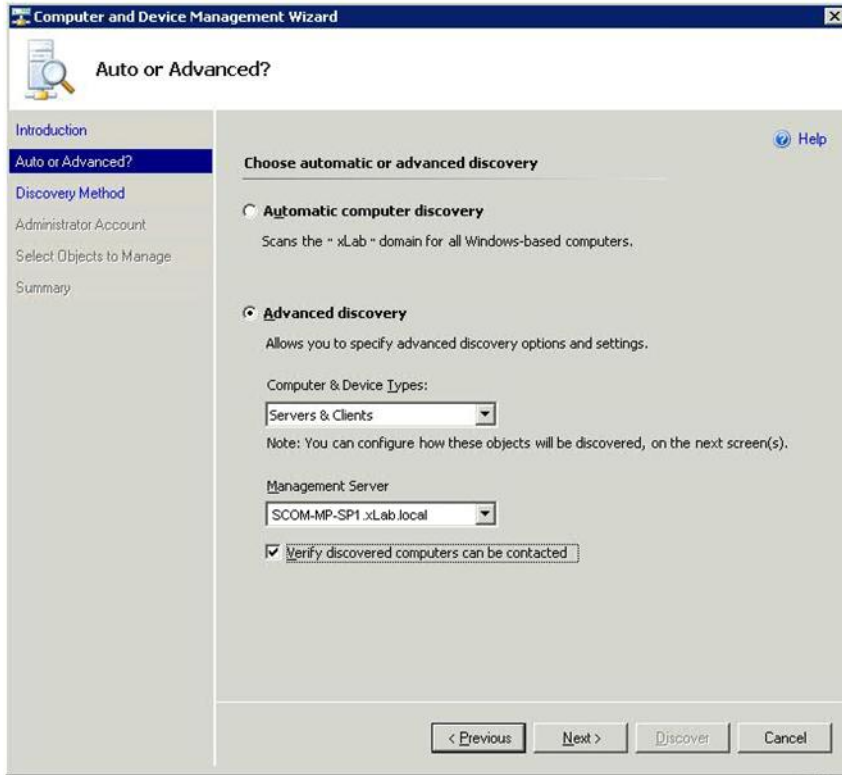 Computer and Device Management Wizard
Auto or Advanced?
Introduction
Auto or Advanced?
Discovery Method
Administrator Account
Select Objects to Manage
Summary
Help
Choose automatic or advanced discovery
Automatic computer discovery
Scans the " xLab " domain for all Windows-based computers.
Advanced discovery
Allows you to specify advanced discovery options and settings.
Computer & Device Types:
Servers & Clients
Note: You can configure how these objects will be discovered, on the next screen(s).
Management Server
SCOM-MP-SP1.xLab.local
Verify discovered computers can be contacted
< Previous
Next >
Discover
Cancel